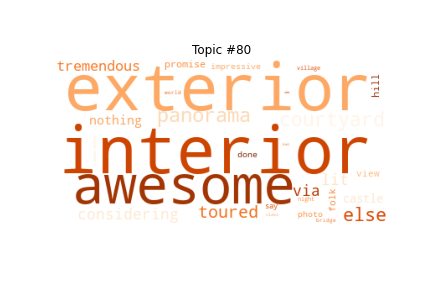 Topic #80
tremendous promise impressive village
exterior world hill
nothing panorama courtyard
interior done
awesome via lit view
considering toured say night folk castle
photo else
bridge